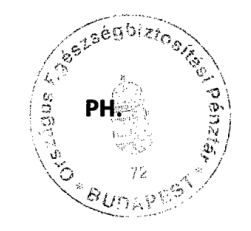 Országos Egészségbiztosítási Pénztár
PH.
72
* BUDAPEST *